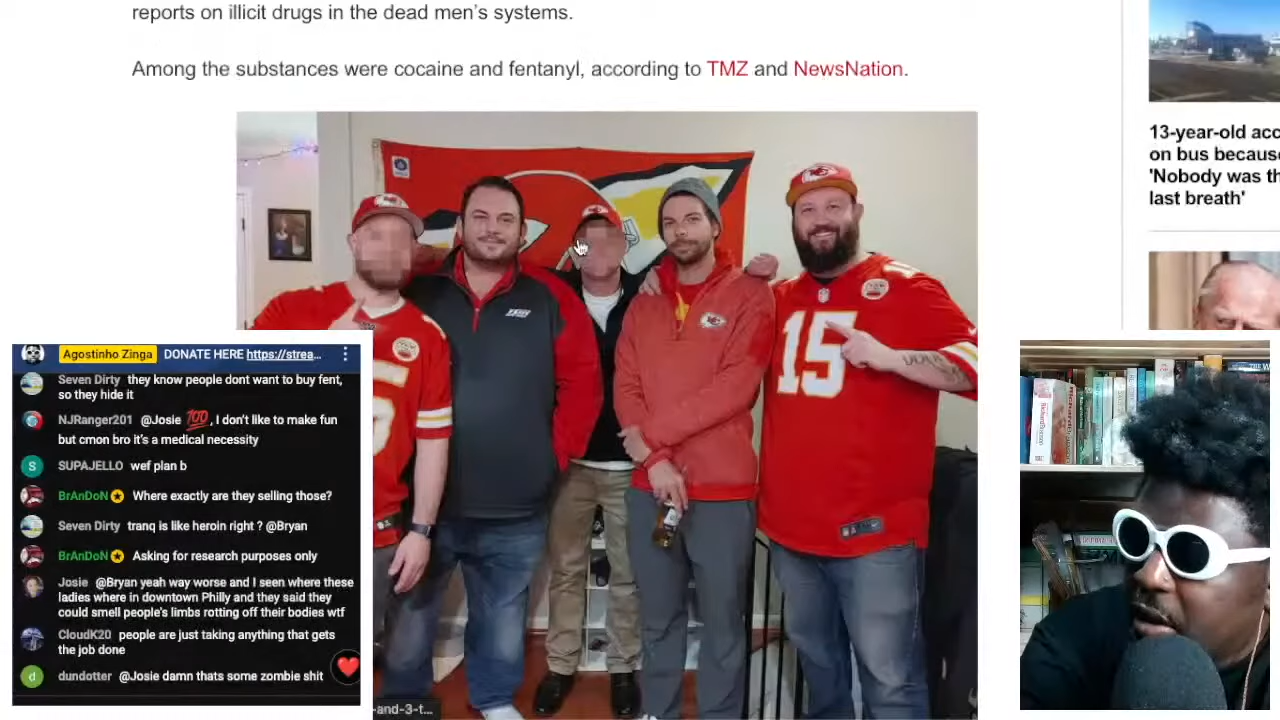 reports on illicit drugs in the dead men's systems.
Among the substances were cocaine and fentanyl, according to TMZ and NewsNation.
13-year-old acc
on bus because
'Nobody was th
last breath'
15
-and-3-t...
Agostinho Zinga DONATE HERE https://strea...
Seven Dirty they know people dont want to buy fent,
so they hide it
NJRanger201 @Josie 💯, I don't like to make fun
but cmon bro it's a medical necessity
S SUPAJELLO wef plan b
BrAnDoN Where exactly are they selling those?
Seven Dirty tranq is like heroin right ? @Bryan
BrAnDoN Asking for research purposes only
Josie @Bryan yeah way worse and I seen where these
ladies where in downtown Philly and they said they
could smell people's limbs rotting off their bodies wtf
CloudK20 people are just taking anything that gets
the job done
d dundotter @Josie damn thats some zombie shit